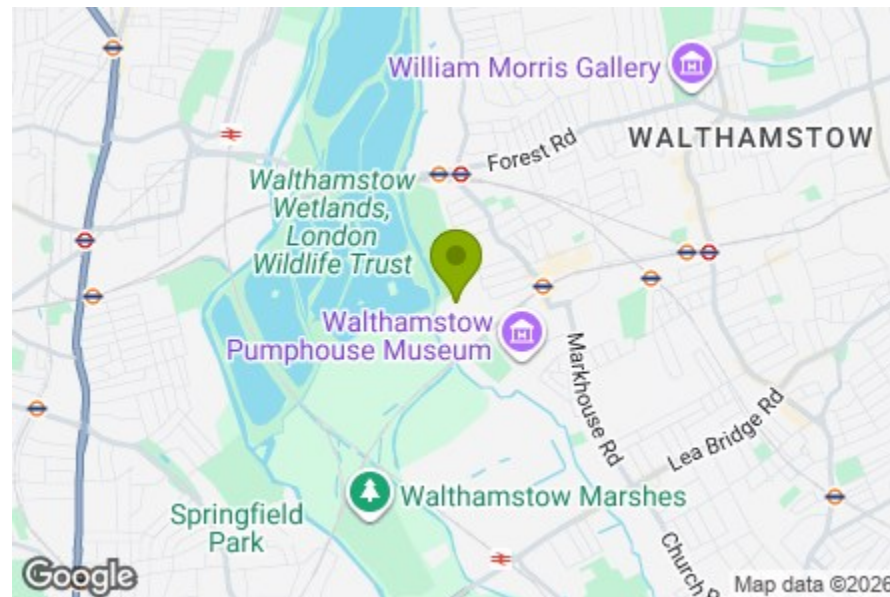 William Morris Gallery
WALTHAMSTOW
Forest Rd
Walthamstow
Wetlands,
London
Wildlife Trust
Walthamstow
Pumphouse Museum
Markhouse Rd
Lea Bridge Rd
Walthamstow Marshes
Springfield
Park
Church R
Google
Map data ©2026